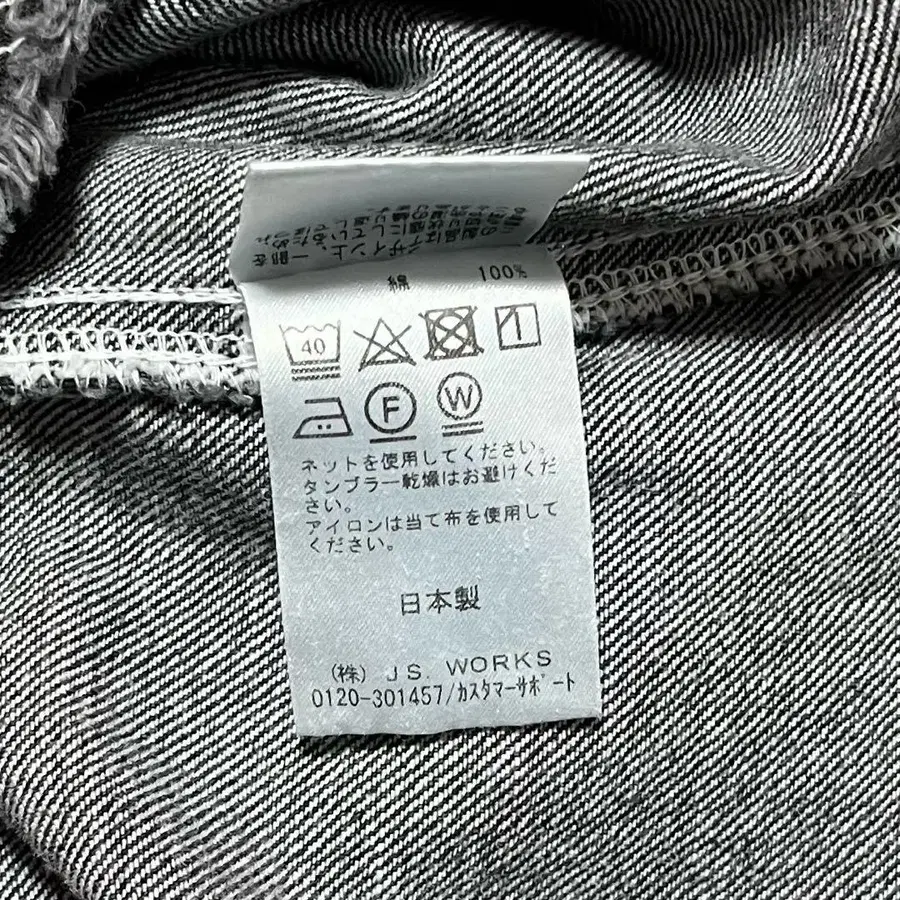 綿 100%
40
F W
ネットを使用してください。
タンブラー乾燥はお避けくだ
さい。
アイロンは当て布を使用して
ください。
日本製
(株) J S. WORKS
0120-301457/カスタマーサポート